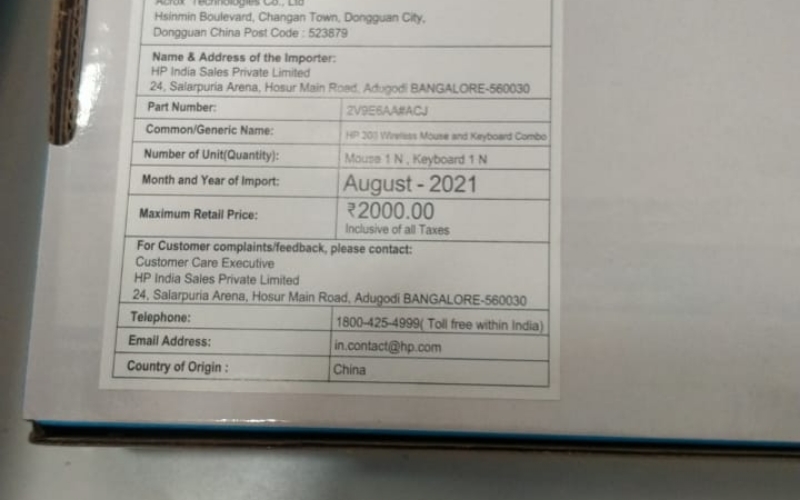 Acrox Technologies Co., Ltd
Hsinmin Boulevard, Changan Town, Dongguan City,
Dongguan China Post Code : 523879
Name & Address of the Importer:
HP India Sales Private Limited
24, Salarpuria Arena, Hosur Main Road, Adugodi BANGALORE-560030
Part Number: 2V9E6AA#ACJ
Common/Generic Name: HP 300 Wireless Mouse and Keyboard Combo
Number of Unit(Quantity): Mouse 1 N , Keyboard 1 N
Month and Year of Import: August - 2021
Maximum Retail Price: ₹2000.00
Inclusive of all Taxes
For Customer complaints/feedback, please contact:
Customer Care Executive
HP India Sales Private Limited
24, Salarpuria Arena, Hosur Main Road, Adugodi BANGALORE-560030
Telephone: 1800-425-4999( Toll free within India)
Email Address: in.contact@hp.com
Country of Origin : China